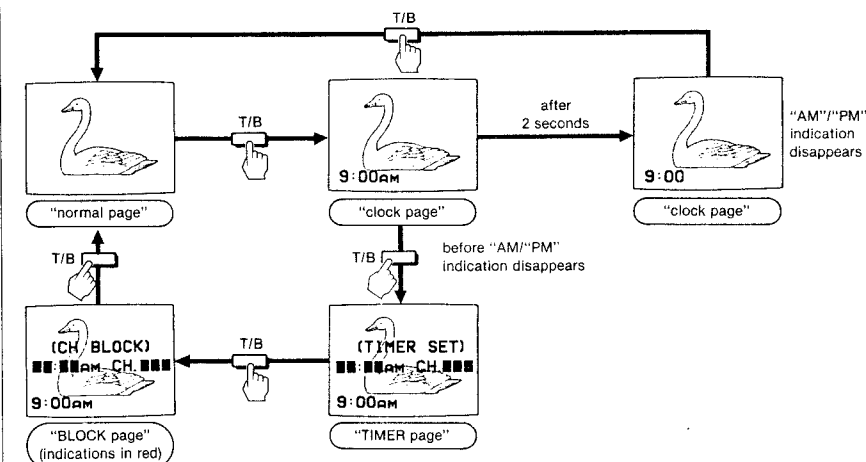 T/B
T/B
after
2 seconds
"AM"/"PM"
indication
disappears
9:00AM
9:00
"normal page"
"clock page"
"clock page"
T/B
T/B
before "AM/"PM"
indication disappears
(CH BLOCK)
AM CH.
9:00AM
T/B
(TIMER SET)
AM CH.
9:00AM
"BLOCK page"
(indications in red)
"TIMER page"